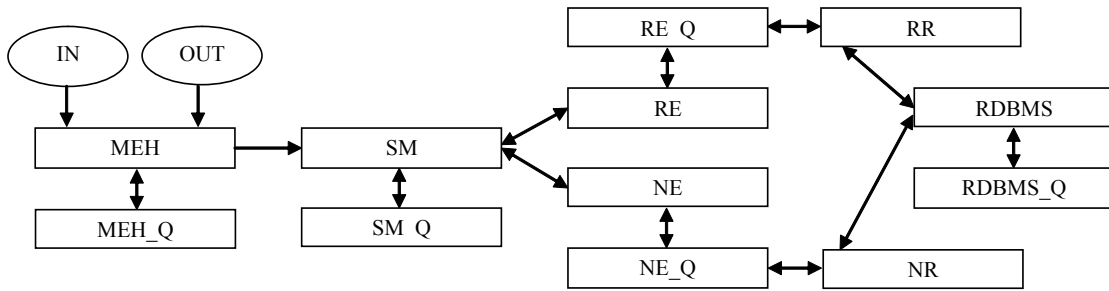 RE Q
RR
IN
OUT
RE
RDBMS
MEH
SM
NE
RDBMS_Q
MEH_Q
SM Q
NE_Q
NR